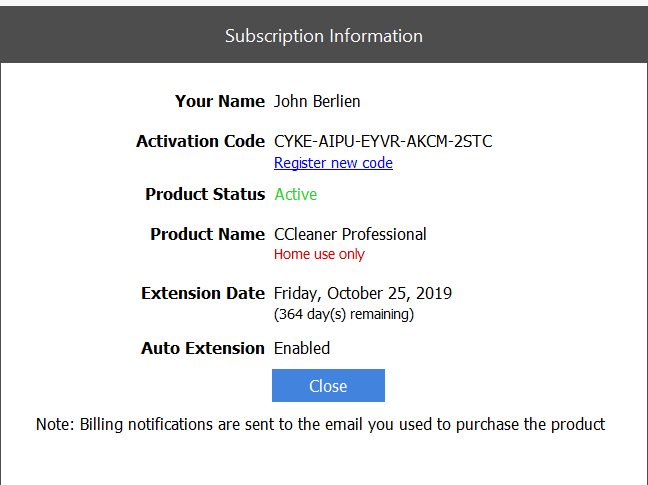 Subscription Information
Your Name John Berlien
Activation Code CYKE-AIPU-EYVR-AKCM-2STC
Register new code
Product Status Active
Product Name CCleaner Professional
Home use only
Extension Date Friday, October 25, 2019
(364 day(s) remaining)
Auto Extension Enabled
Close
Note: Billing notifications are sent to the email you used to purchase the product